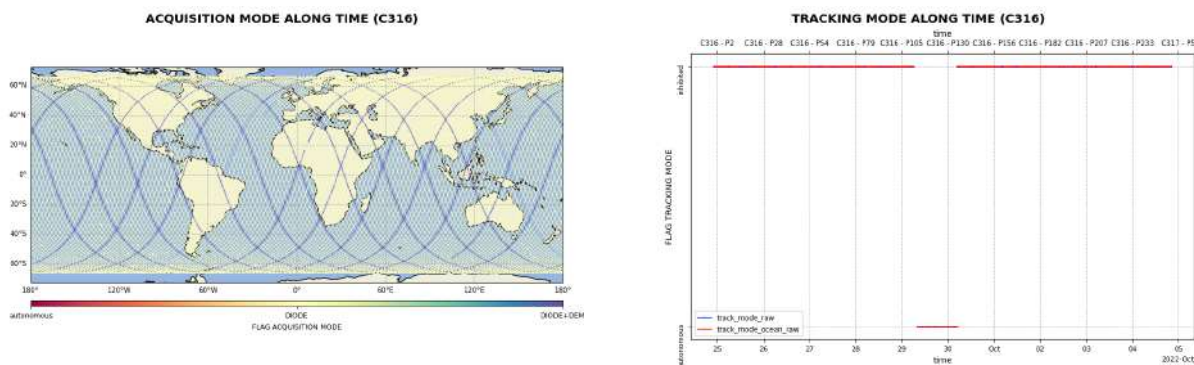 ACQUISITION MODE ALONG TIME (C316)
60°N
40°N
20°N
0°
20°S
40°S
60°S
180° 120°W 60°W 0° 60°E 120°E 180°
autonomous DIODE DIODE+DEM
FLAG ACQUISITION MODE
TRACKING MODE ALONG TIME (C316)
time
C316 - P2 C316 - P28 C316 - P54 C316 - P79 C316 - P105 C316 - P130 C316 - P156 C316 - P182 C316 - P207 C316 - P233 C317 - P5
inhibited
FLAG TRACKING MODE
autonomous
track_mode_raw
track_mode_ocean_raw
25 26 27 28 29 30 Oct 02 03 04 05
time
2022-Oct